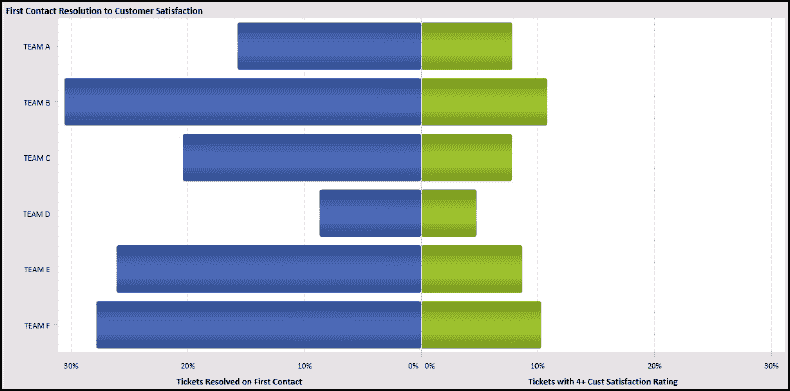 First Contact Resolution to Customer Satisfaction
TEAM A
TEAM B
TEAM C
TEAM D
TEAM E
TEAM F
30% 20% 10% 0% 0% 10% 20% 30%
Tickets Resolved on First Contact Tickets with 4+ Cust Satisfaction Rating